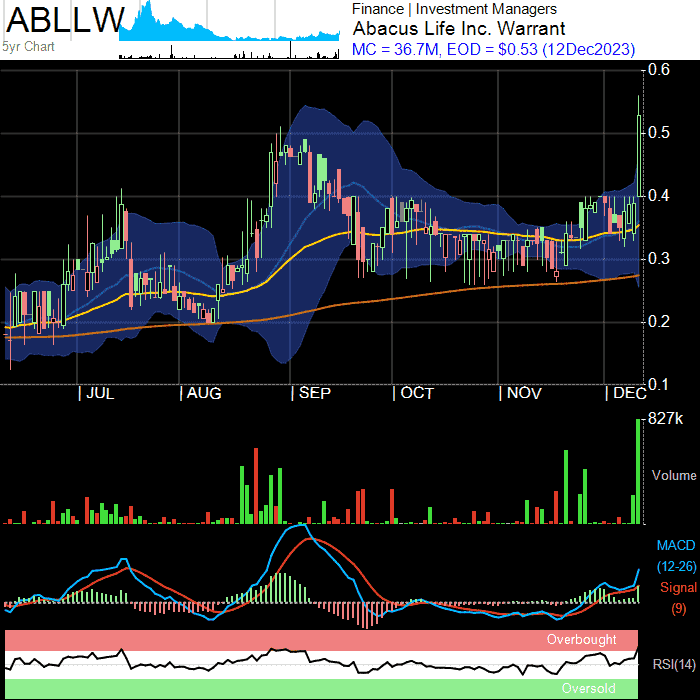 ABLLW
5yr Chart
Finance | Investment Managers
Abacus Life Inc. Warrant
MC = 36.7M, EOD = $0.53 (12Dec2023)
0.6
0.5
0.4
0.3
0.2
0.1
| JUL | AUG | SEP | OCT | NOV | DEC
827k
Volume
MACD
(12-26)
Signal
(9)
Overbought
RSI(14)
Oversold